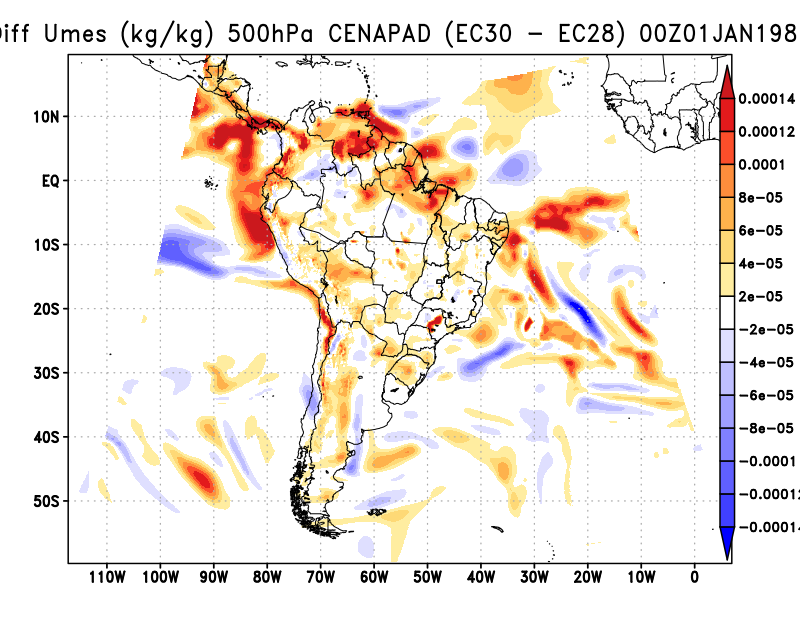 iff Umes (kg/kg) 500hPa CENAPAD (EC30 − EC28) 00Z01JAN198
10N
EQ
10S
20S
30S
40S
50S
110W 100W 90W 80W 70W 60W 50W 40W 30W 20W 10W 0
0.00014
0.00012
0.0001
8e−05
6e−05
4e−05
2e−05
−2e−05
−4e−05
−6e−05
−8e−05
−0.0001
−0.00012
−0.00014